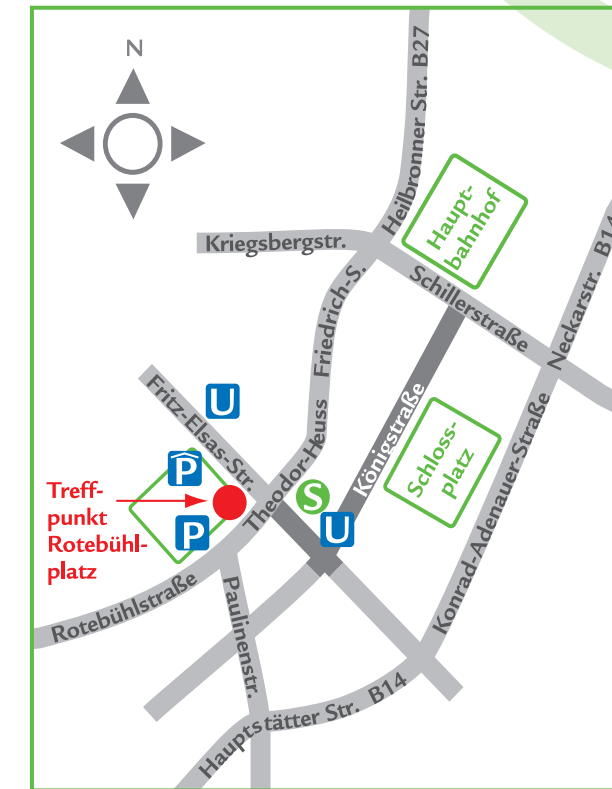 N
Heilbronner Str. B27
Haupt-
bahnhof
Kriegsbergstr.
Schillerstraße
Neckarstr. B14
Friedrich-S.
Fritz-Elsas-Str.
U
Königstraße
Schloss-
platz
Theodor-Heuss
P
S
Treff-
punkt
Rotebühl-
platz
P
U
Konrad-Adenauer-Straße
Rotebühlstraße
Paulinenstr.
Hauptstätter Str. B14